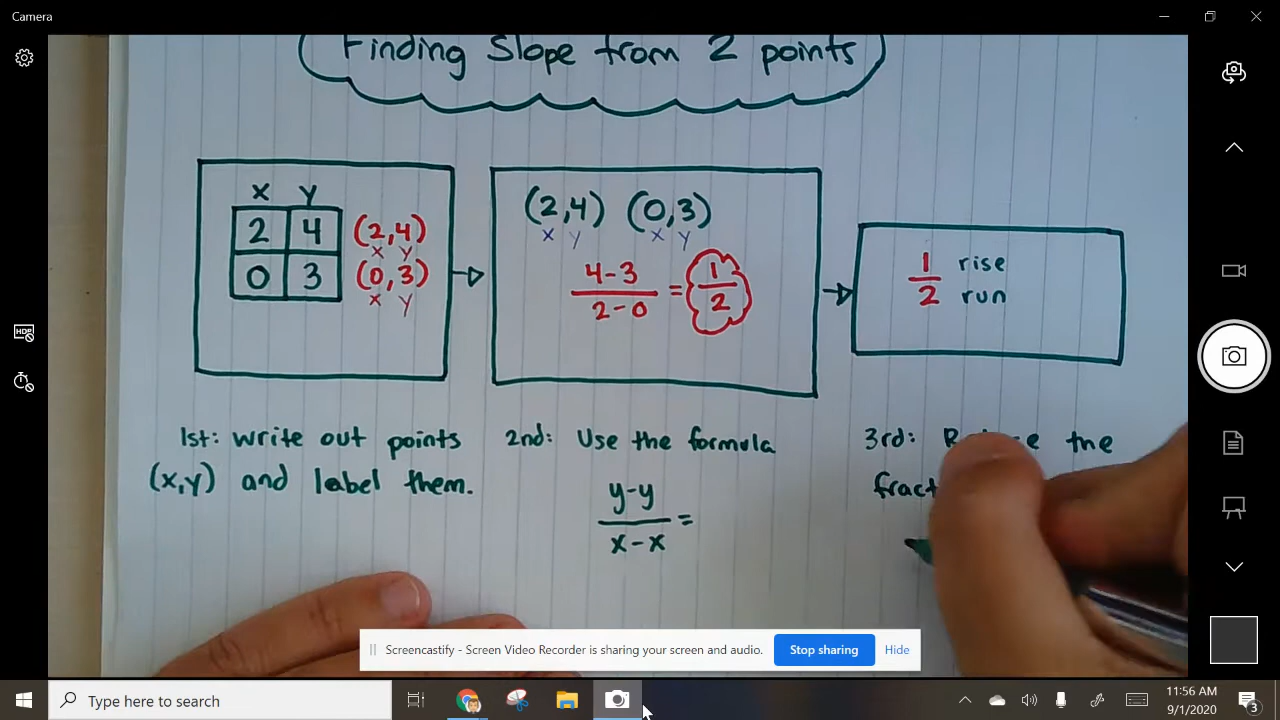 Camera
Finding Slope from 2 points
X Y
2 4 (2,4)
x y
0 3 (0,3)
x y
(2,4) (0,3)
x y x y
4-3
2-0
=
1
2
1 rise
2 run
1st: write out points
(x,y) and label them.
2nd: Use the formula
y-y
x-x
=
3rd: the
Screencastify - Screen Video Recorder is sharing your screen and audio.
Stop sharing
Hide
Type here to search
11:56 AM
9/1/2020
3